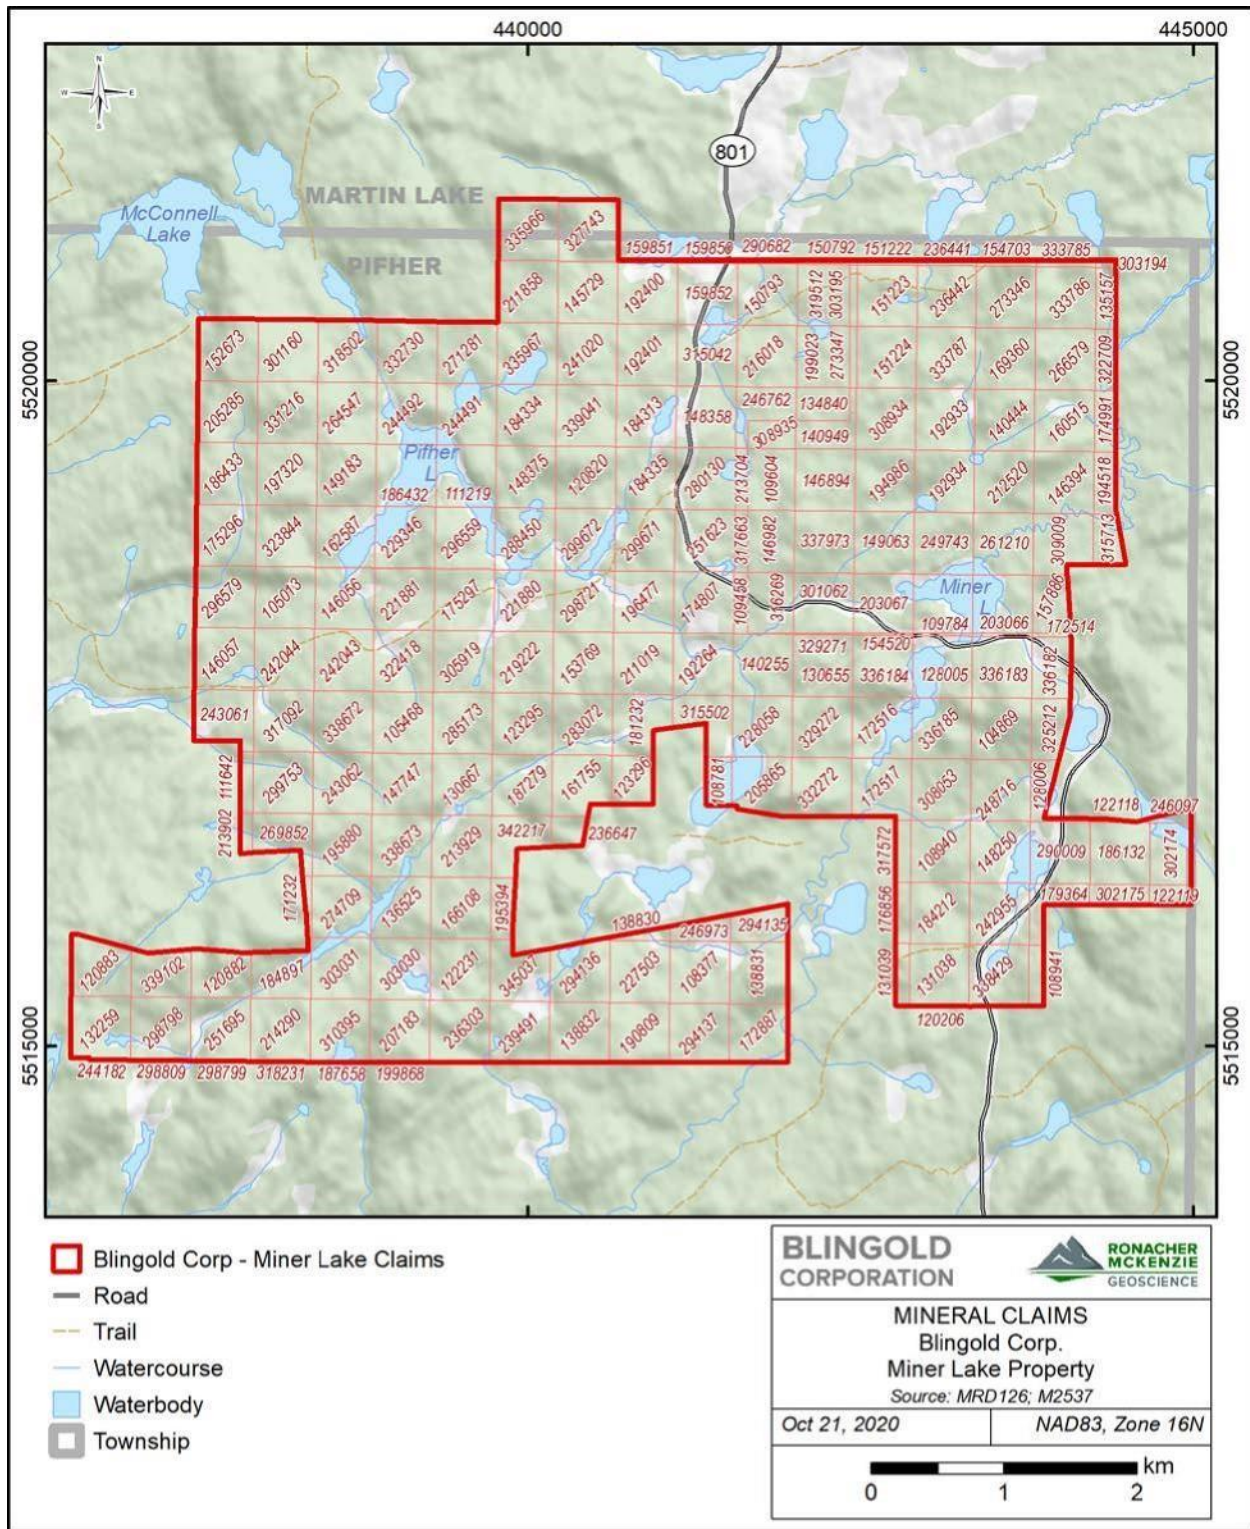 440000 445000
N
W E
S
801
MARTIN LAKE
McConnell
Lake
PIFHER
335966 327743
159851 159850 290682 150792 151222 236441 154703 333785
303194
211858 145729 192400 159852 150793 319512 303195 151223 236442 273346 333786 135157
152673 301160 318502 332730 271281 335967 241020 192401 315042 216018 199023 273347 151224 333787 169360 266579 322709
5520000 5520000
205285 331216 264547 244492 244491 184334 339041 184313 148358 246762 134840 308934 192933 140444 160515 174991
308935 140949
Pifher
L
186433 197320 149183 186432 111219 148375 120820 184335 280130 213704 109604 146894 194986 192934 212520 146394 194518
175296 323844 162587 229346 296559 288450 299672 299671 251623 317663 146982 337973 149063 249743 261210 309009 315713
Miner
L
296579 105013 146056 221881 175297 221880 298721 196477 174807 109458 316269 301062 203067 109784 203066 157886 172514
329271 154520
146057 242044 242043 322418 305919 219222 153769 211019 192264 140255 130655 336184 128005 336183 336182
243061 317092 338672 105468 285173 123295 283072 181232 315502 228058 329272 172516 336185 104869 325212
111642 299753 243062 147747 130667 187279 161755 123296 108781 205865 332272 172517 308053 248716 128006 122118 246097
213902 269852 195880 338673 213929 342217 236647 317572 108940 148250 290009 186132 302174
171232 274709 136525 166108 195394 138830 176856 184212 242955 179364 302175 122119
246973 294135
120883 339102 120882 184897 303031 303030 122231 345037 294136 227503 108377 138831 131039 131038 338429 108941
120206
132259 298798 251695 214290 310395 207183 236303 239491 138832 190809 294137 172887
5515000 5515000
244182 298809 298799 318231 187658 199868
Blingold Corp - Miner Lake Claims
Road
Trail
Watercourse
Waterbody
Township
BLINGOLD
CORPORATION
RONACHER
MCKENZIE
GEOSCIENCE
MINERAL CLAIMS
Blingold Corp.
Miner Lake Property
Source: MRD126; M2537
Oct 21, 2020 NAD83, Zone 16N
km
0 1 2